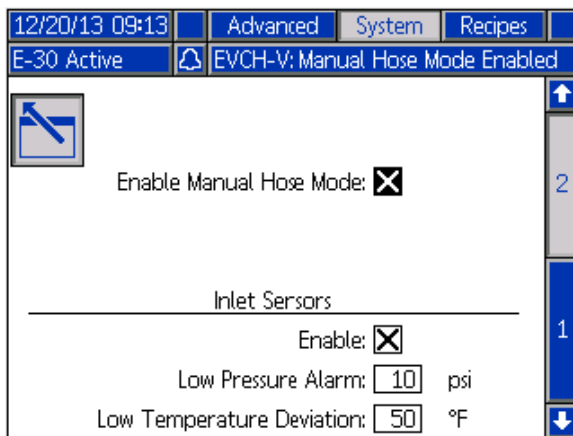 12/20/13 09:13 Advanced System Recipes
E-30 Active EVCH-V: Manual Hose Mode Enabled
Enable Manual Hose Mode:
2
Inlet Sersors
Enable:
1
Low Pressure Alarm: 10 psi
Low Temperature Deviation: 50 °F